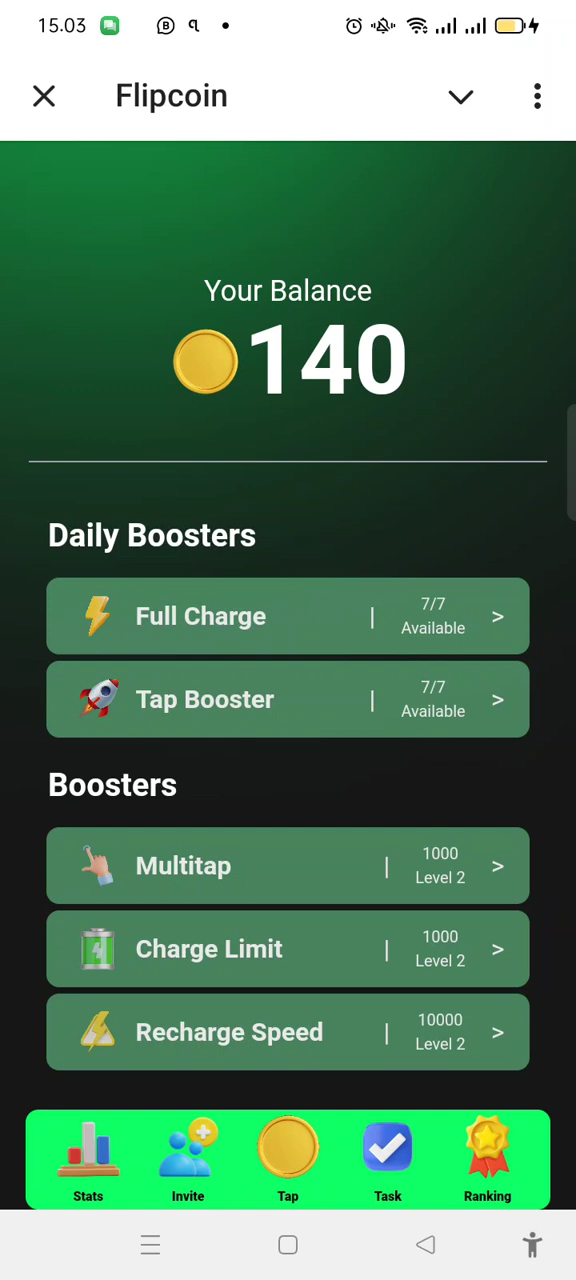 15.03
Flipcoin
Your Balance
140
Daily Boosters
Full Charge | 7/7 Available >
Tap Booster | 7/7 Available >
Boosters
Multitap | 1000 Level 2 >
Charge Limit | 1000 Level 2 >
Recharge Speed | 10000 Level 2 >
Stats Invite Tap Task Ranking